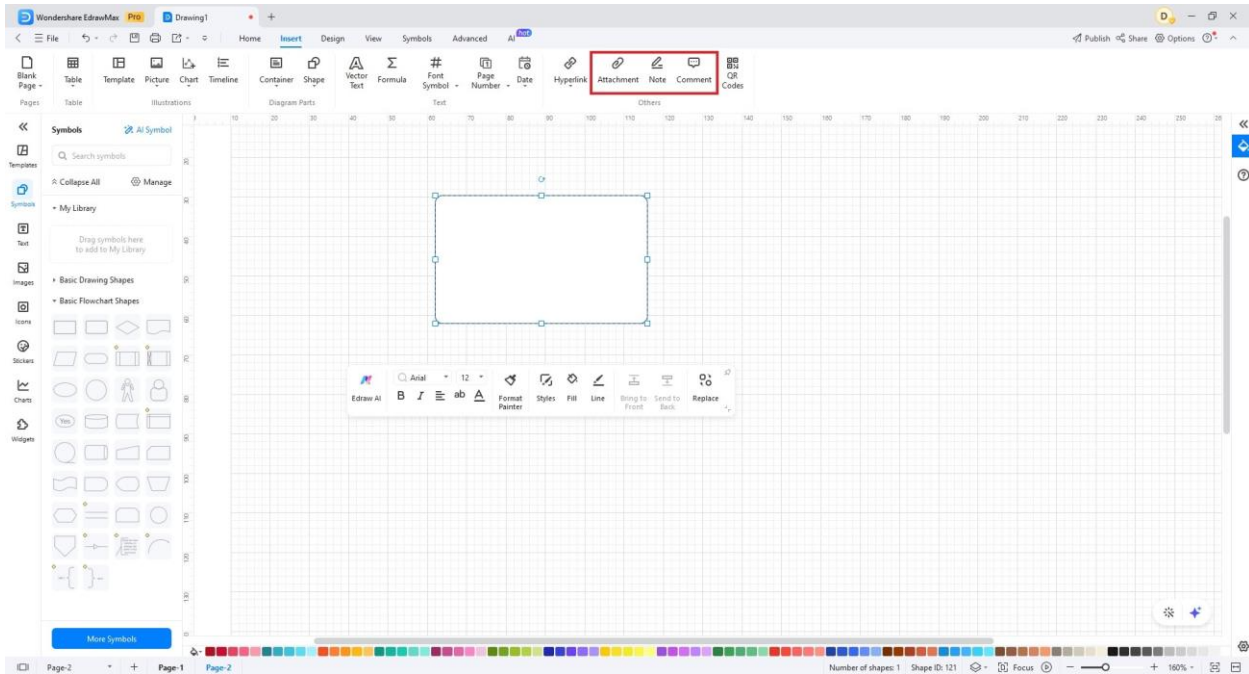 Wondershare EdrawMax Pro Drawing1
File Home Insert Design View Symbols Advanced AI hot Publish Share Options
Blank Page Table Template Picture Chart Timeline Container Shape Vector Text Formula Font Symbol Page Number Date Hyperlink Attachment Note Comment QR Codes
Pages Table Illustrations Diagram Parts Text Others
Symbols AI Symbol
Templates
Search symbols
Collapse All Manage
Symbols
My Library
Text
Drag symbols here
to add to My Library
Images
Basic Drawing Shapes
Basic Flowchart Shapes
Icons
Stickers
Charts
Yes
Widgets
Arial 12
Edraw AI B I ab A Format Painter Styles Fill Line Bring to Front Send to Back Replace
More Symbols
Page-2 Page-1 Page-2 Number of shapes: 1 Shape ID: 121 Focus 160%